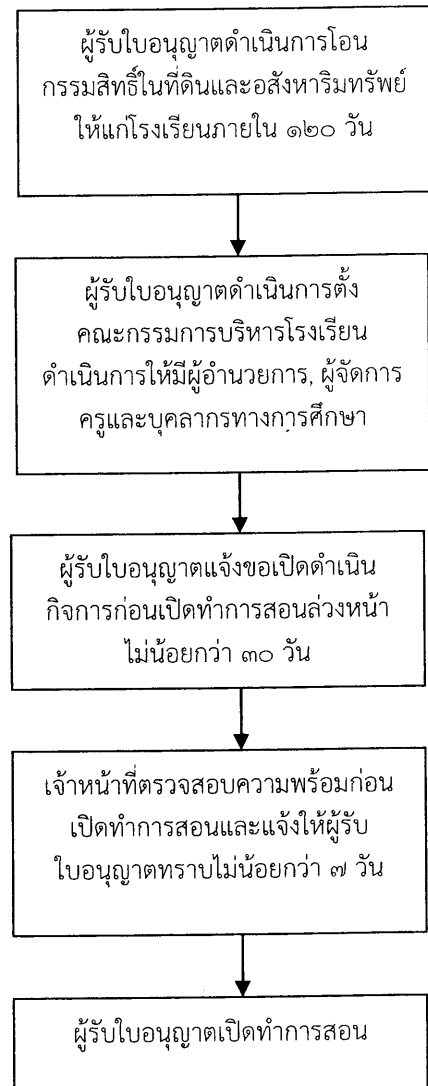 ผู้รับใบอนุญาตดำเนินการโอน
กรรมสิทธิ์ในที่ดินและอสังหาริมทรัพย์
ให้แก่โรงเรียนภายใน ๑๒๐ วัน
ผู้รับใบอนุญาตดำเนินการตั้ง
คณะกรรมการบริหารโรงเรียน
ดำเนินการให้มีผู้อำนวยการ, ผู้จัดการ
ครูและบุคลากรทางการศึกษา
ผู้รับใบอนุญาตแจ้งขอเปิดดำเนิน
กิจการก่อนเปิดทำการสอนล่วงหน้า
ไม่น้อยกว่า ๓๐ วัน
เจ้าหน้าที่ตรวจสอบความพร้อมก่อน
เปิดทำการสอนและแจ้งให้ผู้รับ
ใบอนุญาตทราบไม่น้อยกว่า ๗ วัน
ผู้รับใบอนุญาตเปิดทำการสอน